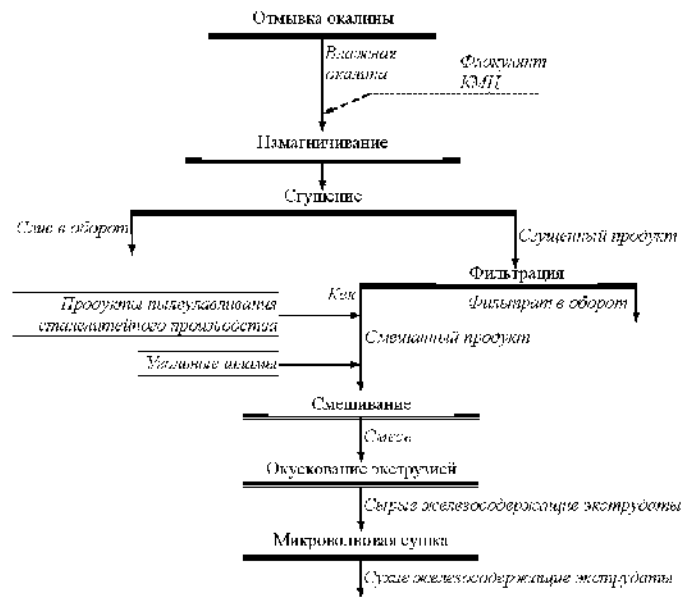 Отмывка окалины
Влажная
окалина
Флокулянт
КМЦ
Намагничивание
Сгущение
Слив в оборот
Сгущенный продукт
Фильтрация
Кек
Фильтрат в оборот
Продукты пылеулавливания
сталелитейного производства
Смешанный продукт
Угольные шламы
Смешивание
Смесь
Окускование экструзией
Сырые железосодержащие экструдаты
Микроволновая сушка
Сухие железосодержащие экструдаты